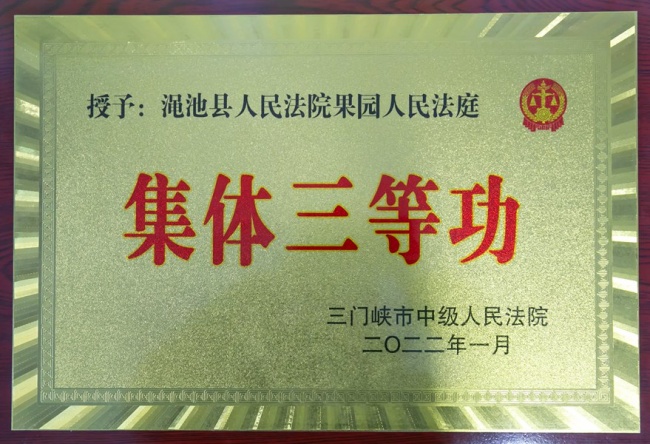 授予：渑池县人民法院果园人民法庭
集体三等功
三门峡市中级人民法院
二〇二二年一月